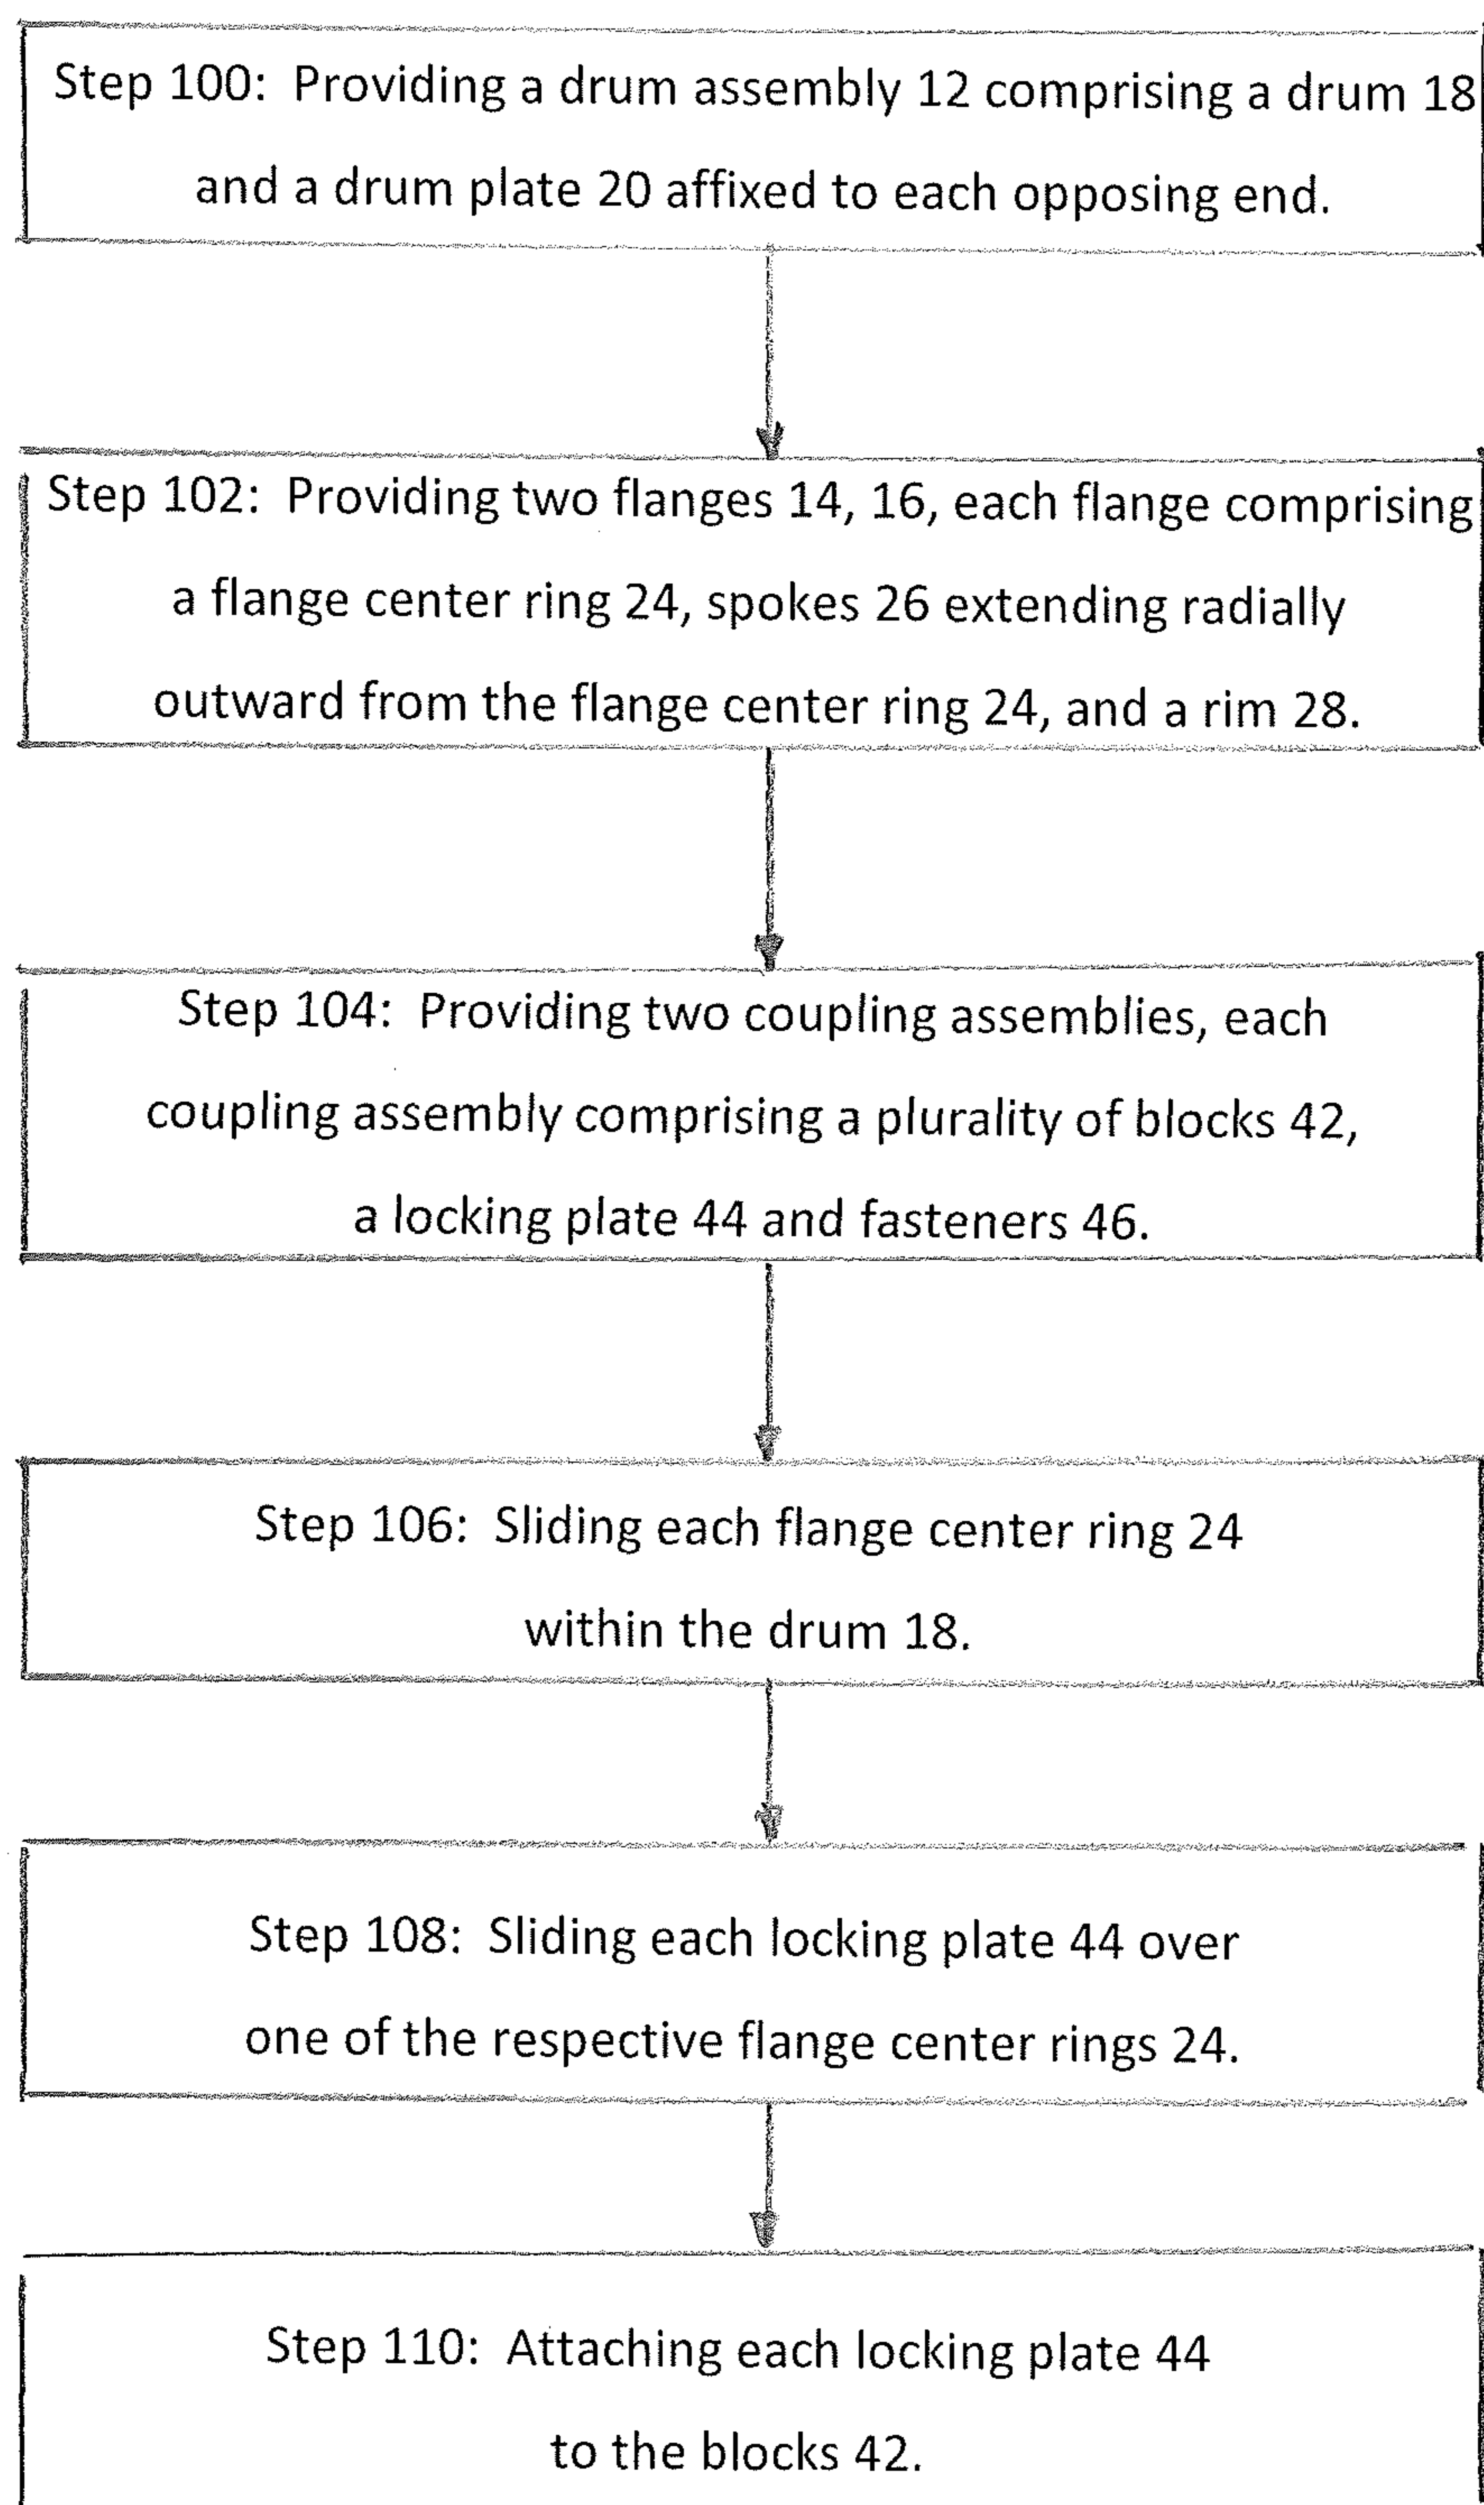 Step 100: Providing a drum assembly 12 comprising a drum 18
and a drum plate 20 affixed to each opposing end.
Step 102: Providing two flanges 14, 16, each flange comprising
a flange center ring 24, spokes 26 extending radially
outward from the flange center ring 24, and a rim 28.
Step 104: Providing two coupling assemblies, each
coupling assembly comprising a plurality of blocks 42,
a locking plate 44 and fasteners 46.
Step 106: Sliding each flange center ring 24
within the drum 18.
Step 108: Sliding each locking plate 44 over
one of the respective flange center rings 24.
Step 110: Attaching each locking plate 44
to the blocks 42.